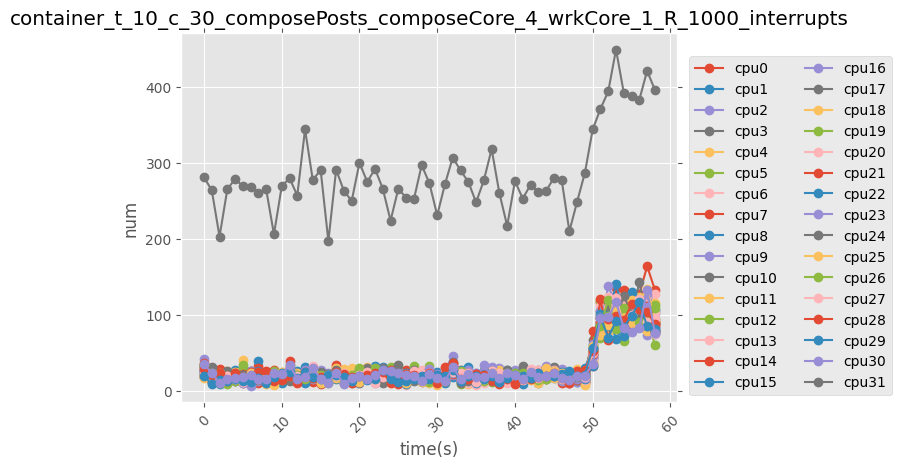 container_t_10_c_30_composePosts_composeCore_4_wrkCore_1_R_1000_interrupts
num
400
300
200
100
0
0
10
20
30
40
50
60
time(s)
cpu0
cpu1
cpu2
cpu3
cpu4
cpu5
cpu6
cpu7
cpu8
cpu9
cpu10
cpu11
cpu12
cpu13
cpu14
cpu15
cpu16
cpu17
cpu18
cpu19
cpu20
cpu21
cpu22
cpu23
cpu24
cpu25
cpu26
cpu27
cpu28
cpu29
cpu30
cpu31